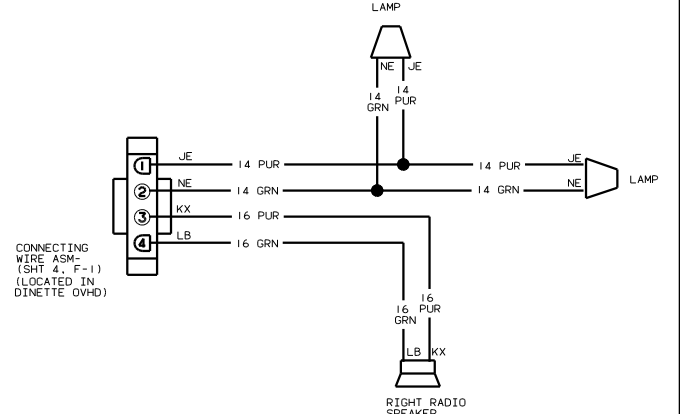 LAMP
NE JE
14 GRN
14 PUR
1 JE 14 PUR 14 PUR JE
2 NE 14 GRN 14 GRN NE
LAMP
3 KX 16 PUR
4 LB 16 GRN
CONNECTING
WIRE ASM-
(SHT 4, F-1)
(LOCATED IN
DINETTE OVHD)
16 GRN
16 PUR
LB KX
RIGHT RADIO
SPEAKER